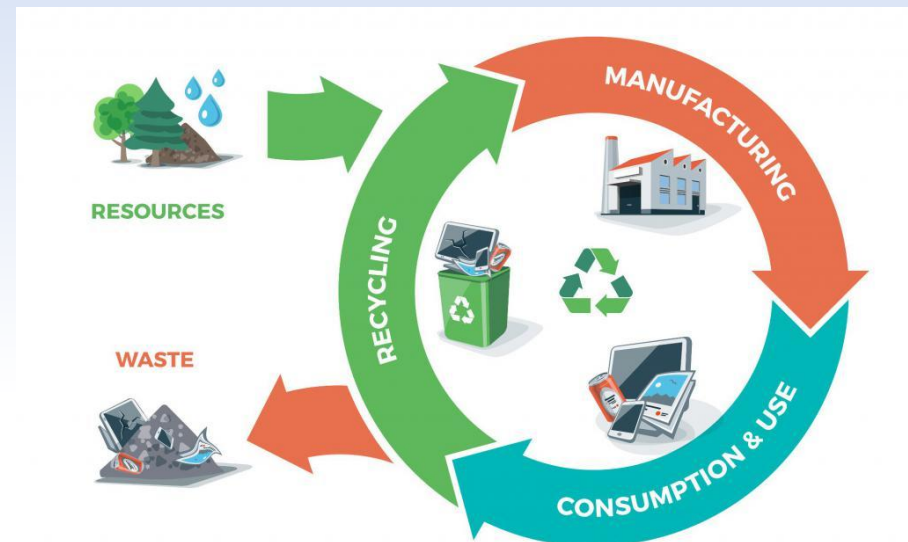 RESOURCES
MANUFACTURING
RECYCLING
WASTE
CONSUMPTION & USE